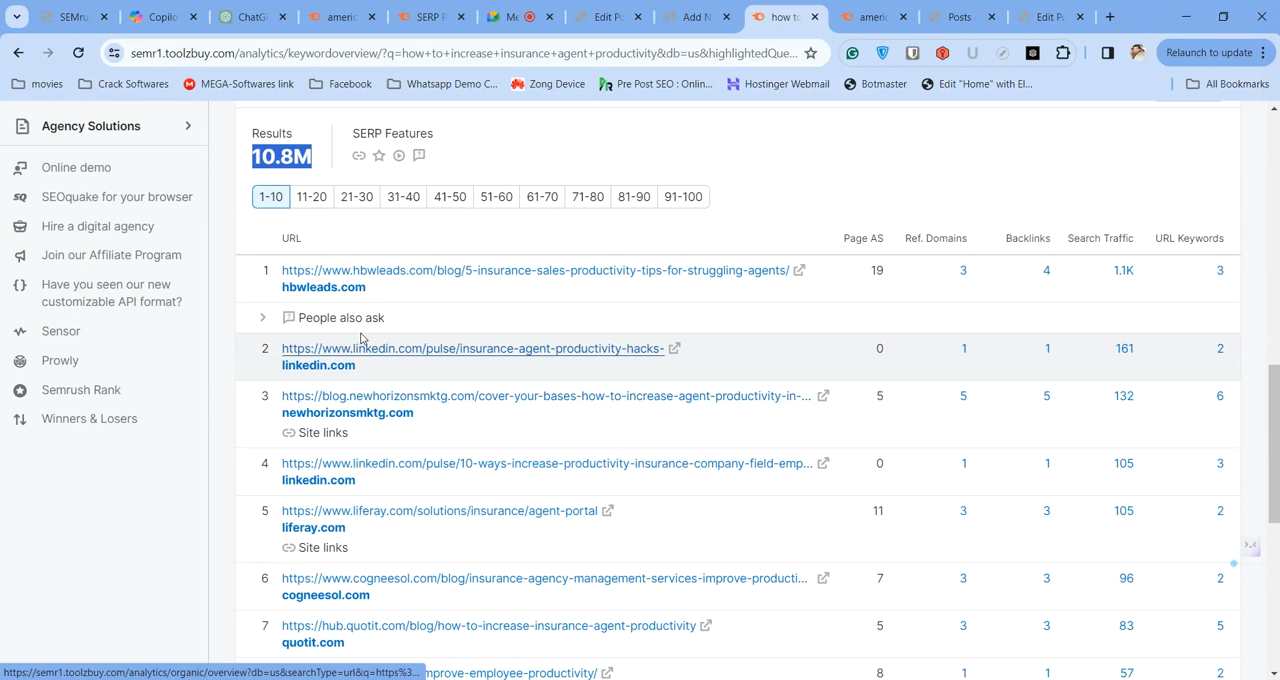 SEmru
Copilo
ChatG
americ
SERP F
Me
Edit Po
Add N
how to
americ
Posts -
Edit Po
semr1.toolzbuy.com/analytics/keywordoverview/?q=how+to+increase+insurance+agent+productivity&db=us&highlightedQue...
Relaunch to update
movies
Crack Softwares
MEGA-Softwares link
Facebook
Whatsapp Demo C...
Zong Device
Pre Post SEO : Onlin...
Hostinger Webmail
Botmaster
Edit "Home" with El...
All Bookmarks
Agency Solutions
Online demo
SEOquake for your browser
Hire a digital agency
Join our Affiliate Program
Have you seen our new
customizable API format?
Sensor
Prowly
Semrush Rank
Winners & Losers
Results
10.8M
SERP Features
1-10 11-20 21-30 31-40 41-50 51-60 61-70 71-80 81-90 91-100
URL Page AS Ref. Domains Backlinks Search Traffic URL Keywords
1 https://www.hbwleads.com/blog/5-insurance-sales-productivity-tips-for-struggling-agents/ 19 3 4 1.1K 3
hbwleads.com
People also ask
2 https://www.linkedin.com/pulse/insurance-agent-productivity-hacks- 0 1 1 161 2
linkedin.com
3 https://blog.newhorizonsmktg.com/cover-your-bases-how-to-increase-agent-productivity-in-... 5 5 5 132 6
newhorizonsmktg.com
Site links
4 https://www.linkedin.com/pulse/10-ways-increase-productivity-insurance-company-field-emp... 0 1 1 105 3
linkedin.com
5 https://www.liferay.com/solutions/insurance/agent-portal 11 3 3 105 2
liferay.com
Site links
6 https://www.cogneesol.com/blog/insurance-agency-management-services-improve-producti... 7 3 3 96 2
cogneesol.com
7 https://hub.quotit.com/blog/how-to-increase-insurance-agent-productivity 5 3 3 83 5
quotit.com
mprove-employee-productivity/ 8 1 1 57 2
https://semr1.toolzbuy.com/analytics/organic/overview?db=us&searchType=url&q=https%3...